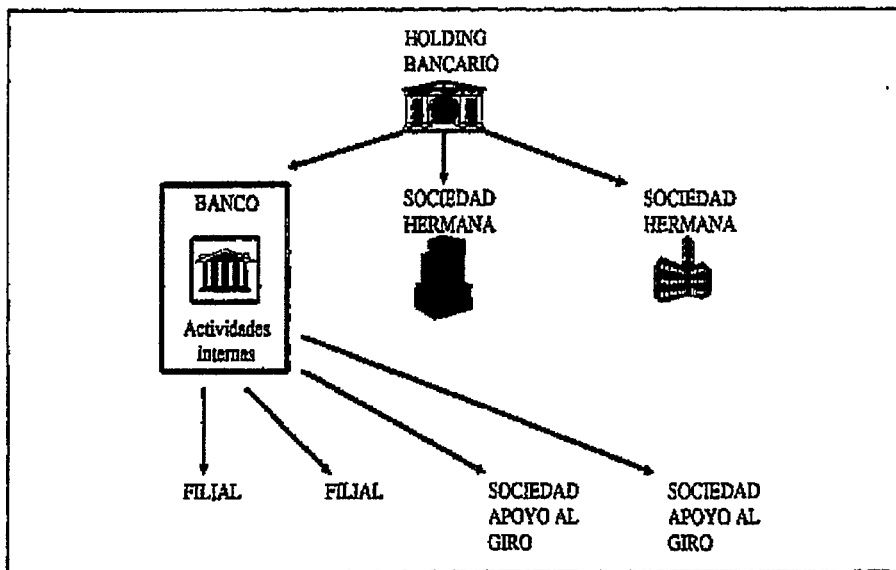 HOLDING
BANCARIO
BANCO
Actividades
internas
SOCIEDAD
HERMANA
SOCIEDAD
HERMANA
FILIAL
FILIAL
SOCIEDAD
APOYO AL
GIRO
SOCIEDAD
APOYO AL
GIRO